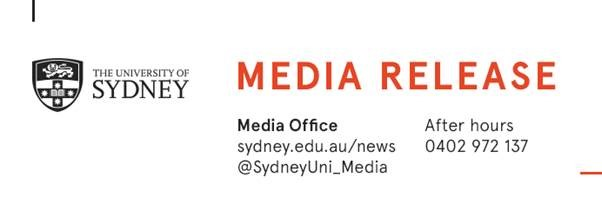 THE UNIVERSITY OF
SYDNEY
MEDIA RELEASE
Media Office
sydney.edu.au/news
@SydneyUni_Media
After hours
0402 972 137